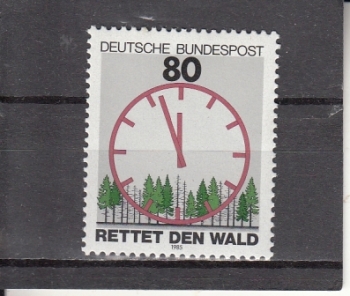 DEUTSCHE BUNDESPOST
80
RETTET DEN WALD
1985